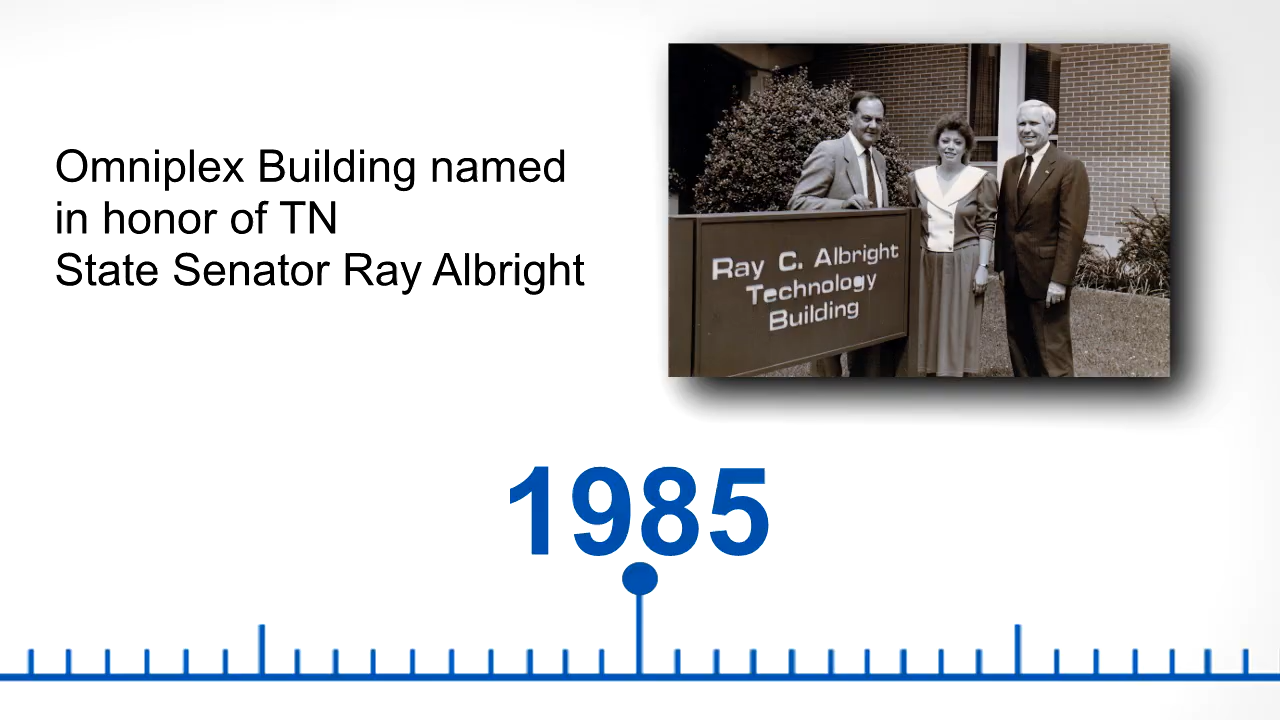 Omniplex Building named
in honor of TN
State Senator Ray Albright
Ray C. Albright
Technology
Building
1985